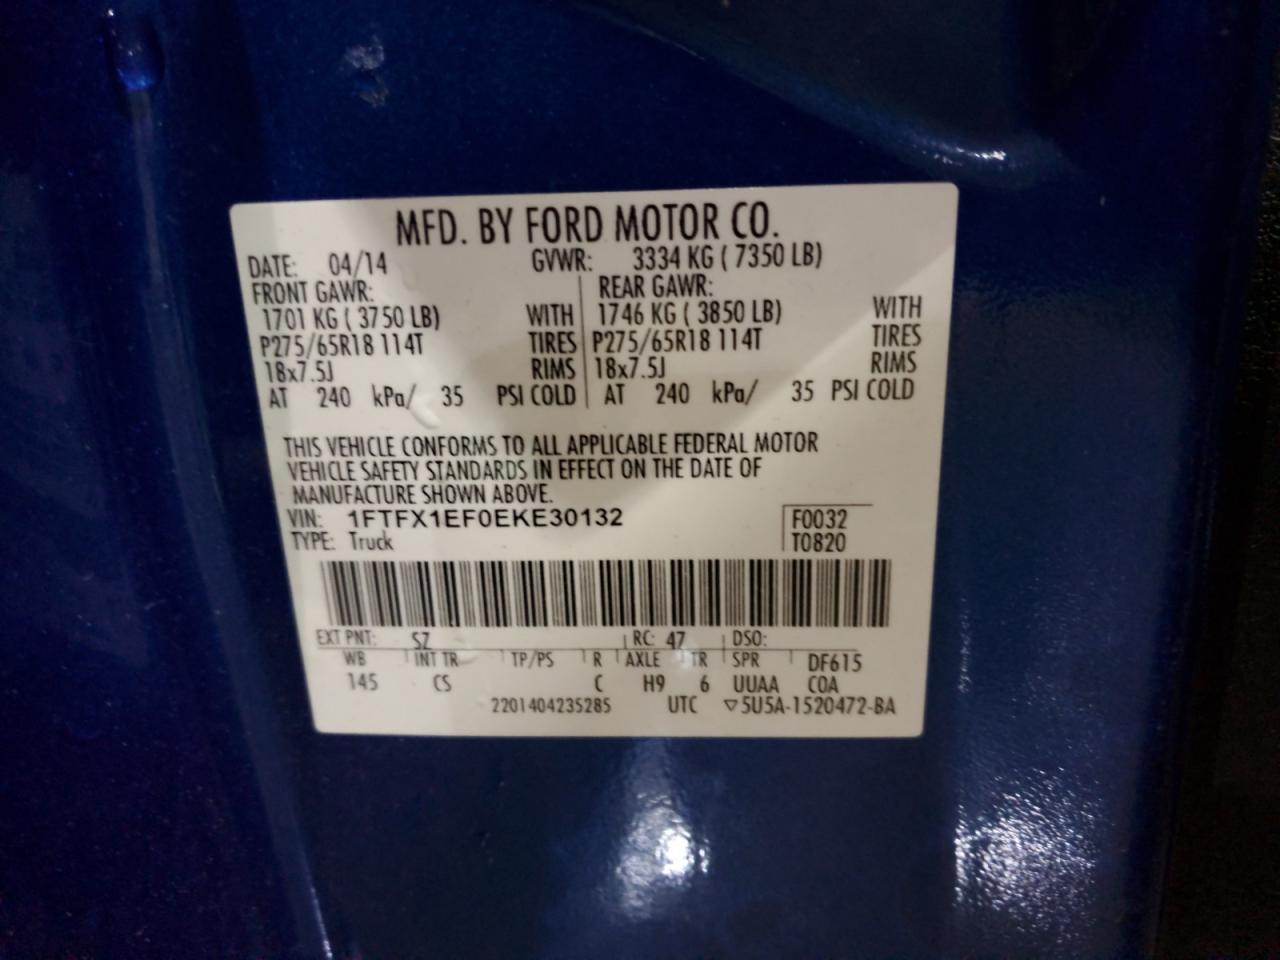 MFD. BY FORD MOTOR CO.
DATE: 04/14 GVWR: 3334 KG ( 7350 LB)
FRONT GAWR: REAR GAWR:
1701 KG ( 3750 LB) WITH 1746 KG ( 3850 LB) WITH
P275/65R18 114T TIRES P275/65R18 114T TIRES
18x7.5J RIMS 18x7.5J RIMS
AT 240 kPa/ 35 PSI COLD AT 240 kPa/ 35 PSI COLD
THIS VEHICLE CONFORMS TO ALL APPLICABLE FEDERAL MOTOR
VEHICLE SAFETY STANDARDS IN EFFECT ON THE DATE OF
MANUFACTURE SHOWN ABOVE.
VIN: 1FTFX1EF0EKE30132 F0032
TYPE: Truck T0820
EXT PNT: SZ RC: 47 DSO:
WB INT TR TP/PS R AXLE TR SPR DF615
145 CS C H9 6 UUAA COA
2201404235285 UTC ▽5U5A-1520472-BA